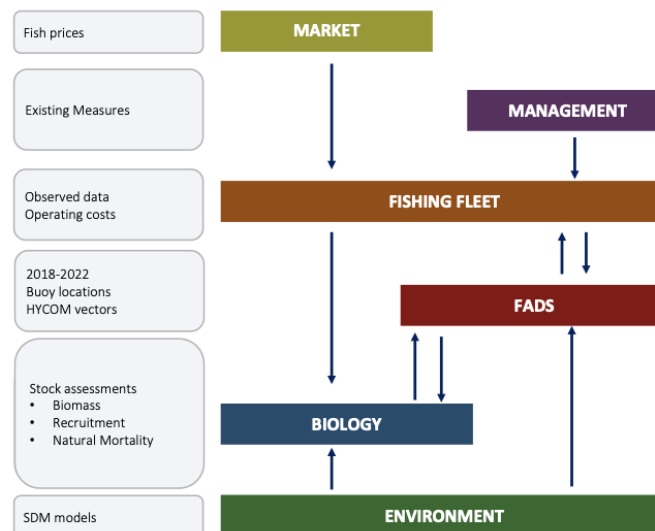 Fish prices
MARKET
Existing Measures
MANAGEMENT
Observed data
Operating costs
FISHING FLEET
2018-2022
Buoy locations
HYCOM vectors
FADS
Stock assessments
• Biomass
• Recruitment
• Natural Mortality
BIOLOGY
SDM models
ENVIRONMENT